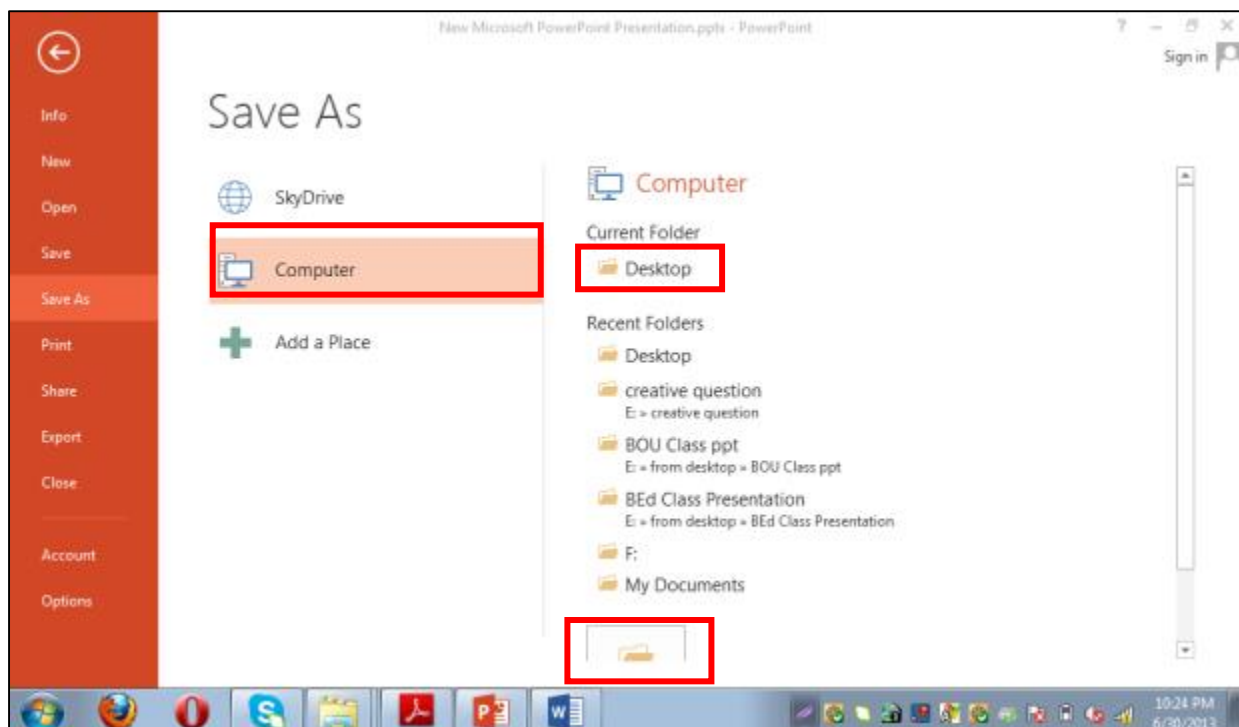 New Microsoft PowerPoint Presentation.pptx - PowerPoint
?
Sign in
Info
New
Open
Save
Save As
Print
Share
Export
Close
Account
Options
Save As
SkyDrive
Computer
Add a Place
Computer
Current Folder
Desktop
Recent Folders
Desktop
creative question
E: » creative question
BOU Class ppt
E: » from desktop » BOU Class ppt
BEd Class Presentation
E: » from desktop » BEd Class Presentation
F:
My Documents
10:24 PM
6/30/2013